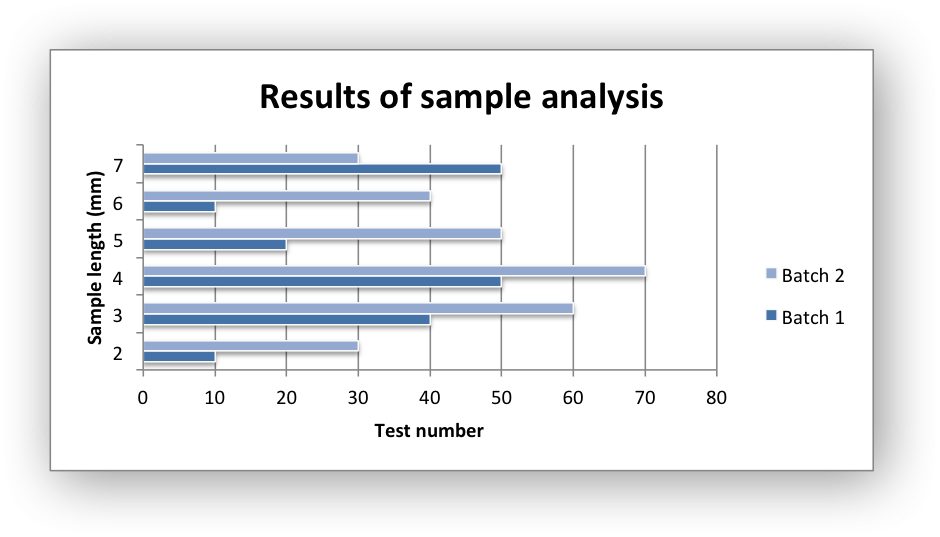 Results of sample analysis
Sample length (mm)
7
6
5
4
3
2
0 10 20 30 40 50 60 70 80
Test number
Batch 2
Batch 1